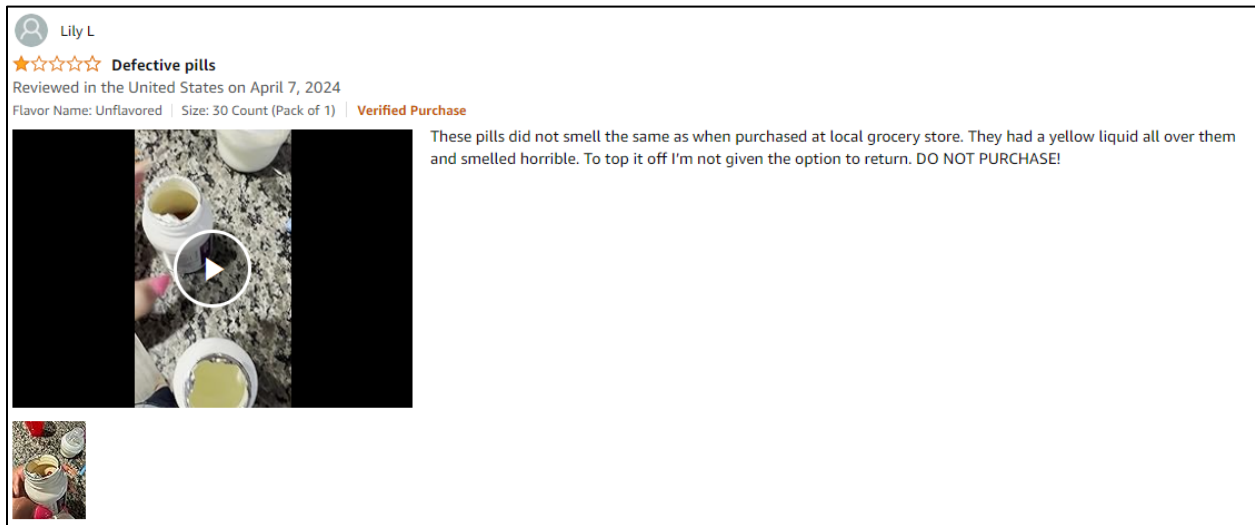 Lily L
Defective pills
Reviewed in the United States on April 7, 2024
Flavor Name: Unflavored | Size: 30 Count (Pack of 1) | Verified Purchase
These pills did not smell the same as when purchased at local grocery store. They had a yellow liquid all over them
and smelled horrible. To top it off I'm not given the option to return. DO NOT PURCHASE!